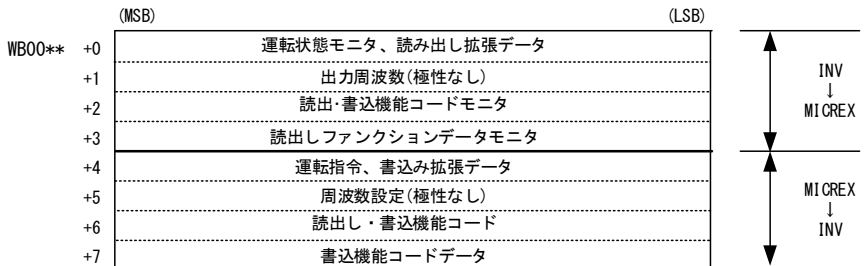 (MSB) (LSB)
WB00** +0 運転状態モニタ、読み出し拡張データ
+1 出力周波数(極性なし)
+2 読出・書込機能コードモニタ
+3 読出しファンクションデータモニタ
INV
↓
MICREX
+4 運転指令、書込み拡張データ
+5 周波数設定(極性なし)
+6 読出し・書込機能コード
+7 書込機能コードデータ
MICREX
↓
INV